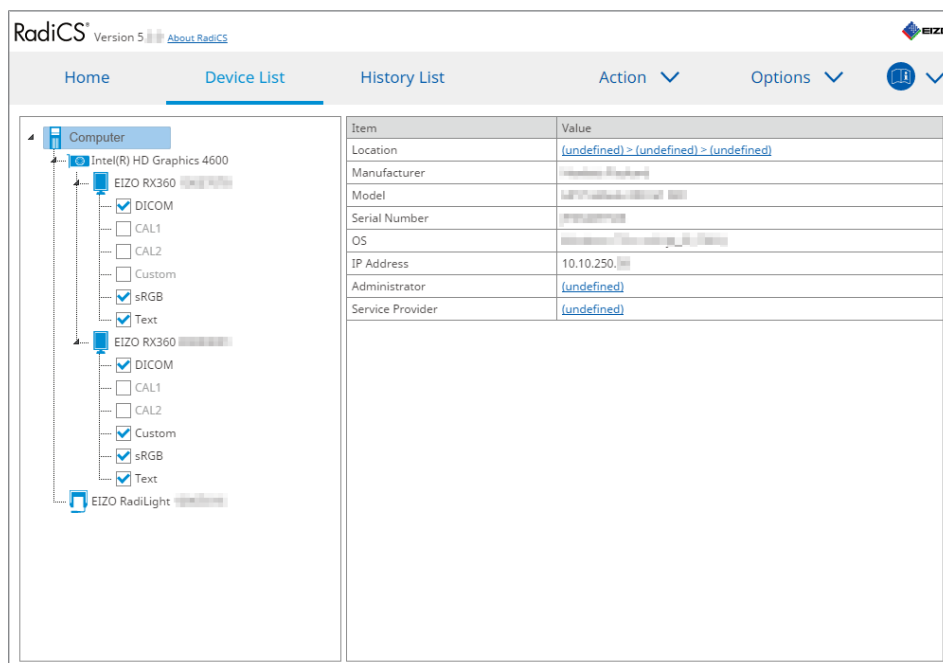 RadiCS® Version 5. About RadiCS
EIZ
Home Device List History List Action Options
Computer
Intel(R) HD Graphics 4600
EIZO RX360
DICOM
CAL1
CAL2
Custom
sRGB
Text
EIZO RX360
DICOM
CAL1
CAL2
Custom
sRGB
Text
EIZO RadiLight
Item Value
Location (undefined) > (undefined) > (undefined)
Manufacturer
Model
Serial Number
OS
IP Address 10.10.250.
Administrator (undefined)
Service Provider (undefined)